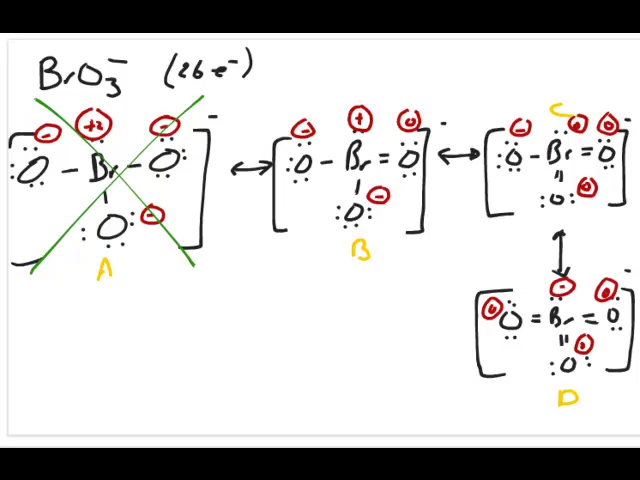 BrO3⁻ (26 e⁻)
- +2 - -
O - Br - O
O -
A
- + 0 -
O - Br = O
O -
B
- 0 0 -
O - Br = O
O 0
C
0 - 0 -
O = Br = O
O 0
D